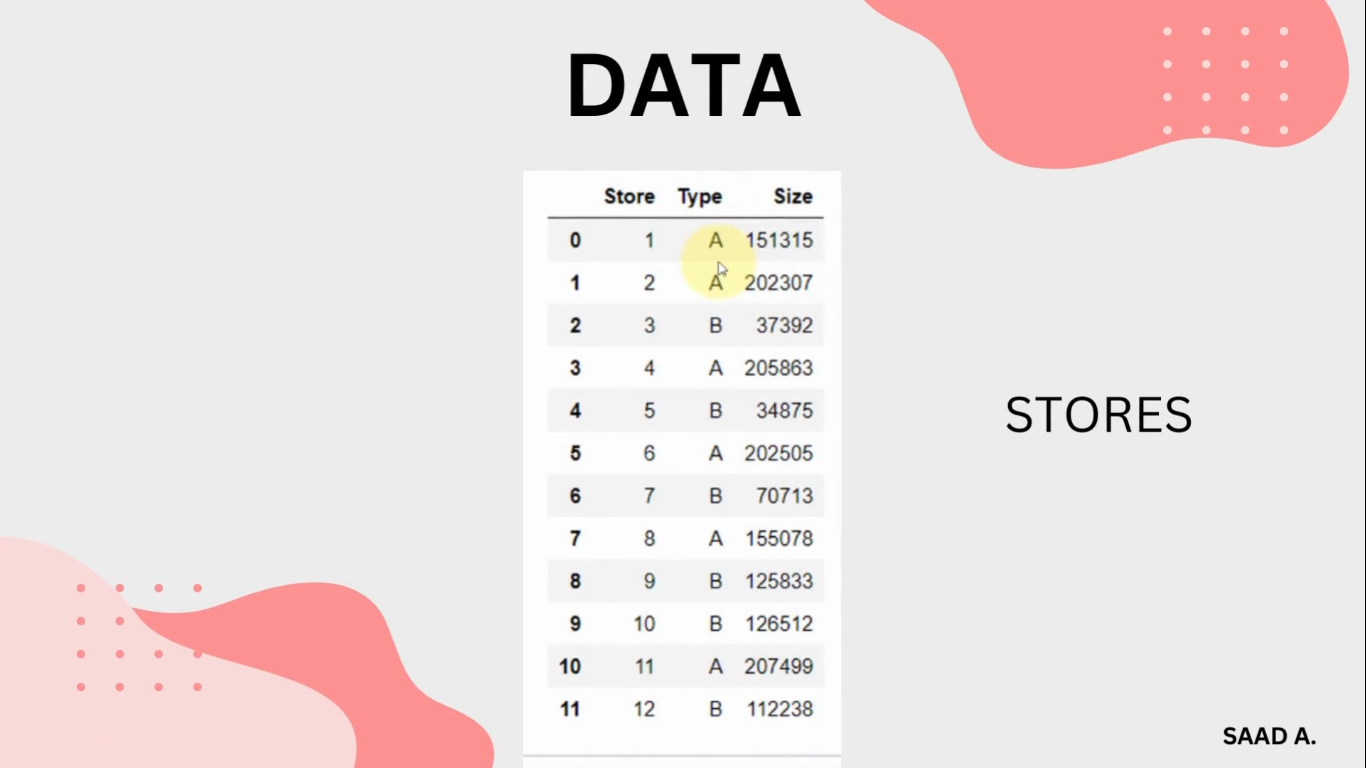 DATA
Store Type Size
0 1 A 151315
1 2 A 202307
2 3 B 37392
3 4 A 205863
4 5 B 34875
5 6 A 202505
6 7 B 70713
7 8 A 155078
8 9 B 125833
9 10 B 126512
10 11 A 207499
11 12 B 112238
STORES
SAAD A.